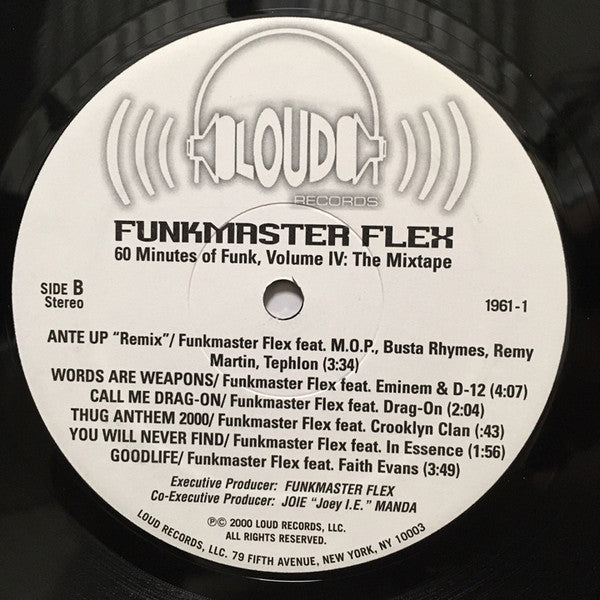 LOUD
RECORDS
FUNKMASTER FLEX
60 Minutes of Funk, Volume IV: The Mixtape
SIDE B
Stereo
1961-1
ANTE UP “Remix”/ Funkmaster Flex feat. M.O.P., Busta Rhymes, Remy
Martin, Tephlon (3:34)
WORDS ARE WEAPONS/ Funkmaster Flex feat. Eminem & D-12 (4:07)
CALL ME DRAG-ON/ Funkmaster Flex feat. Drag-On (2:04)
THUG ANTHEM 2000/ Funkmaster Flex feat. Crooklyn Clan (:43)
YOU WILL NEVER FIND/ Funkmaster Flex feat. In Essence (1:56)
GOODLIFE/ Funkmaster Flex feat. Faith Evans (3:49)
Executive Producer: FUNKMASTER FLEX
Co-Executive Producer: JOIE “Joey I.E.” MANDA
℗© 2000 LOUD RECORDS, LLC.
ALL RIGHTS RESERVED.
LOUD RECORDS, LLC. 79 FIFTH AVENUE, NEW YORK, NY 10003